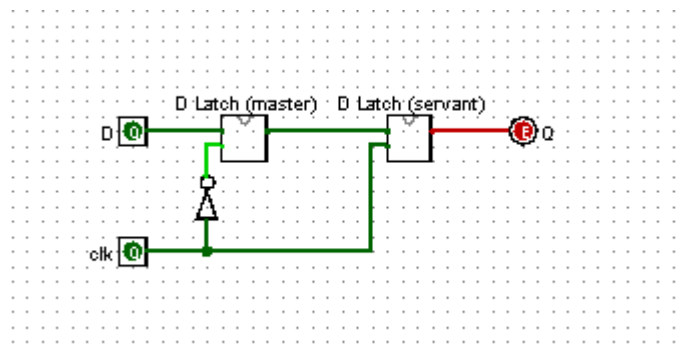 D Latch (master) D Latch (servant)
D 0 E Q
clk 0